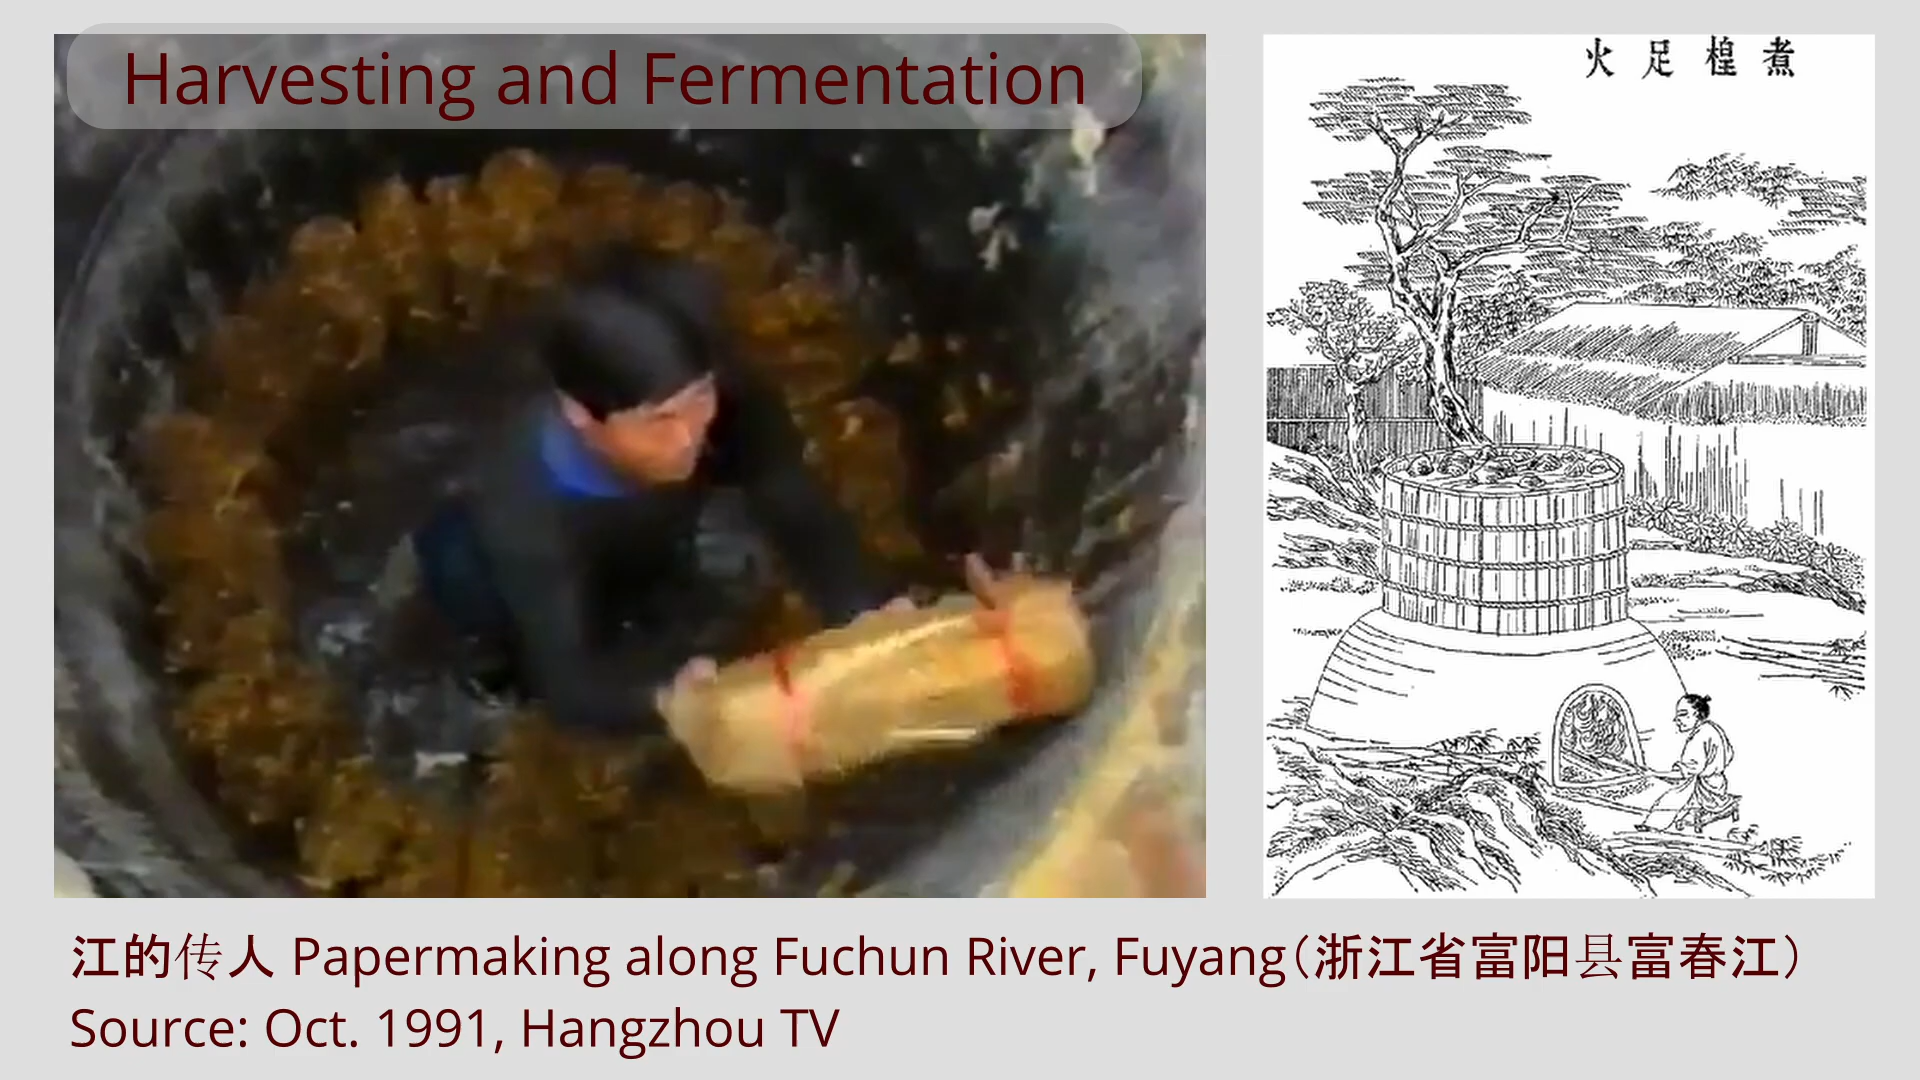 Harvesting and Fermentation
火足楻煮
江的传人 Papermaking along Fuchun River, Fuyang（浙江省富阳县富春江）
Source: Oct. 1991, Hangzhou TV